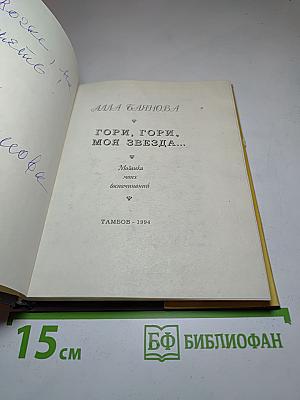 АЛЛА БАЯНОВА
ГОРИ, ГОРИ,
МОЯ ЗВЕЗДА...
Мозаика
моих
воспоминаний
ТАМБОВ - 1994
15 см
БФ БИБЛИОФАН